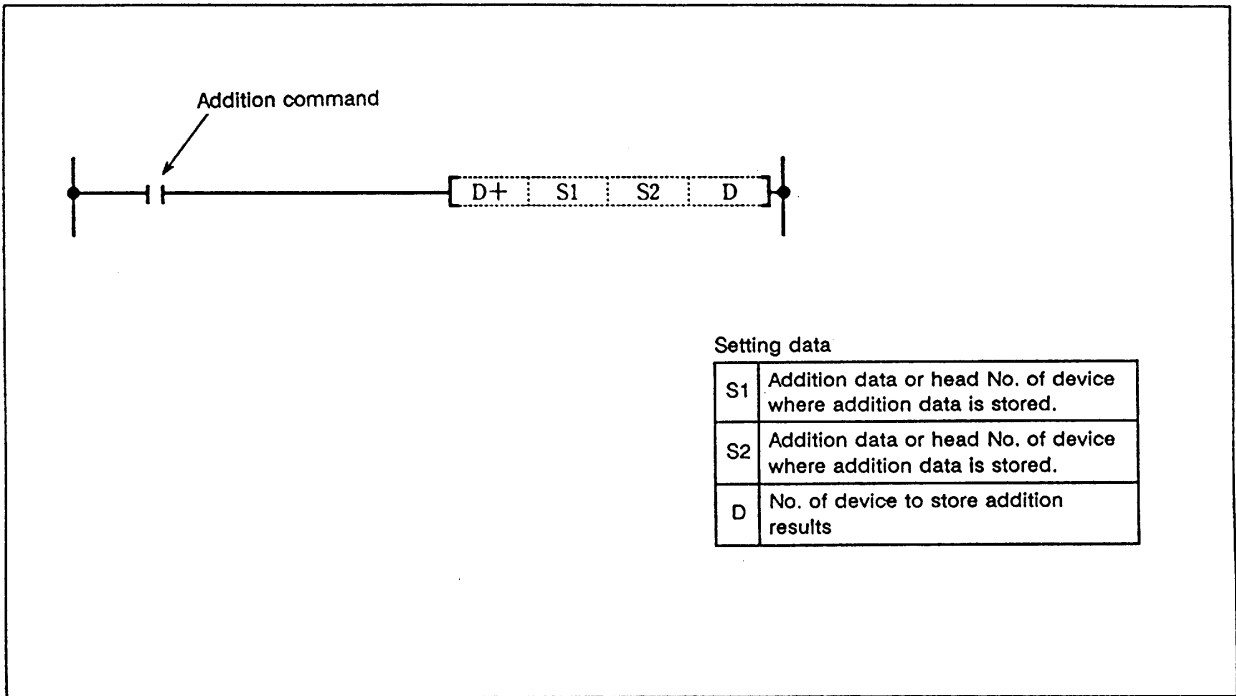 Addition command
D+ S1 S2 D
Setting data
S1 Addition data or head No. of device
where addition data is stored.
S2 Addition data or head No. of device
where addition data is stored.
D No. of device to store addition
results